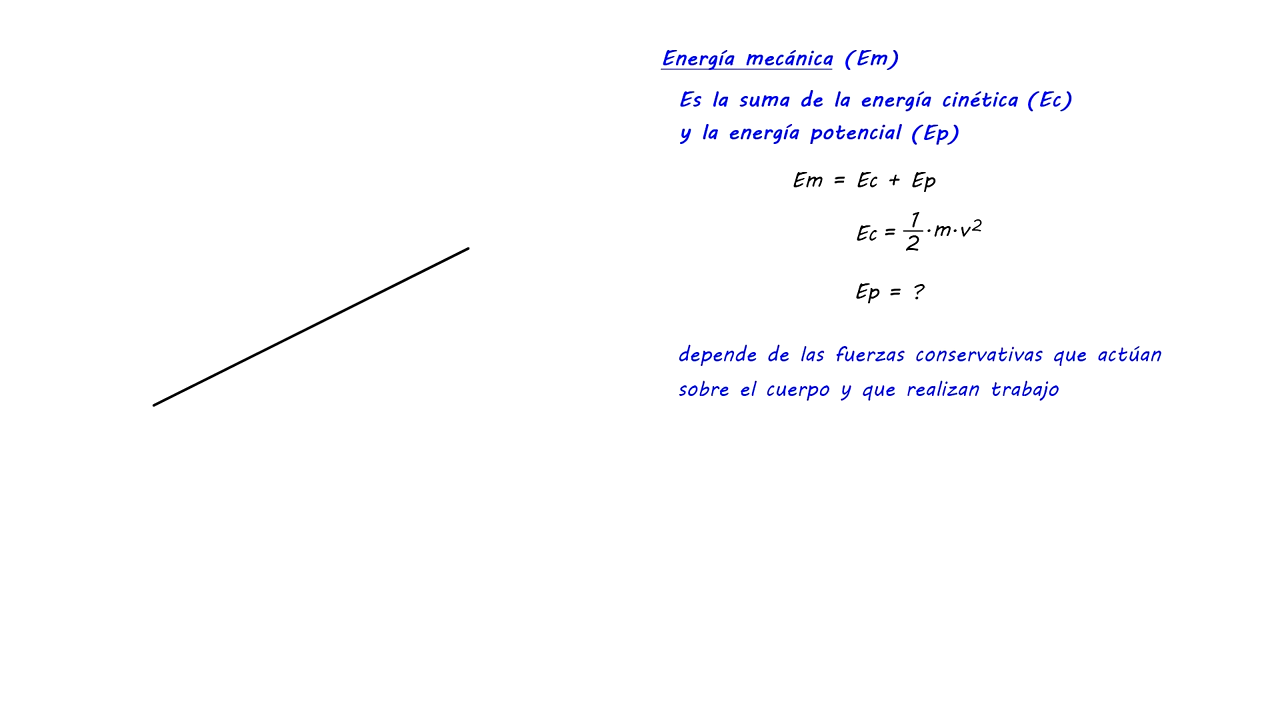 Energía mecánica (Em)
Es la suma de la energía cinética (Ec)
y la energía potencial (Ep)
Em = Ec + Ep
Ec = 1/2 · m · v²
Ep = ?
depende de las fuerzas conservativas que actúan
sobre el cuerpo y que realizan trabajo